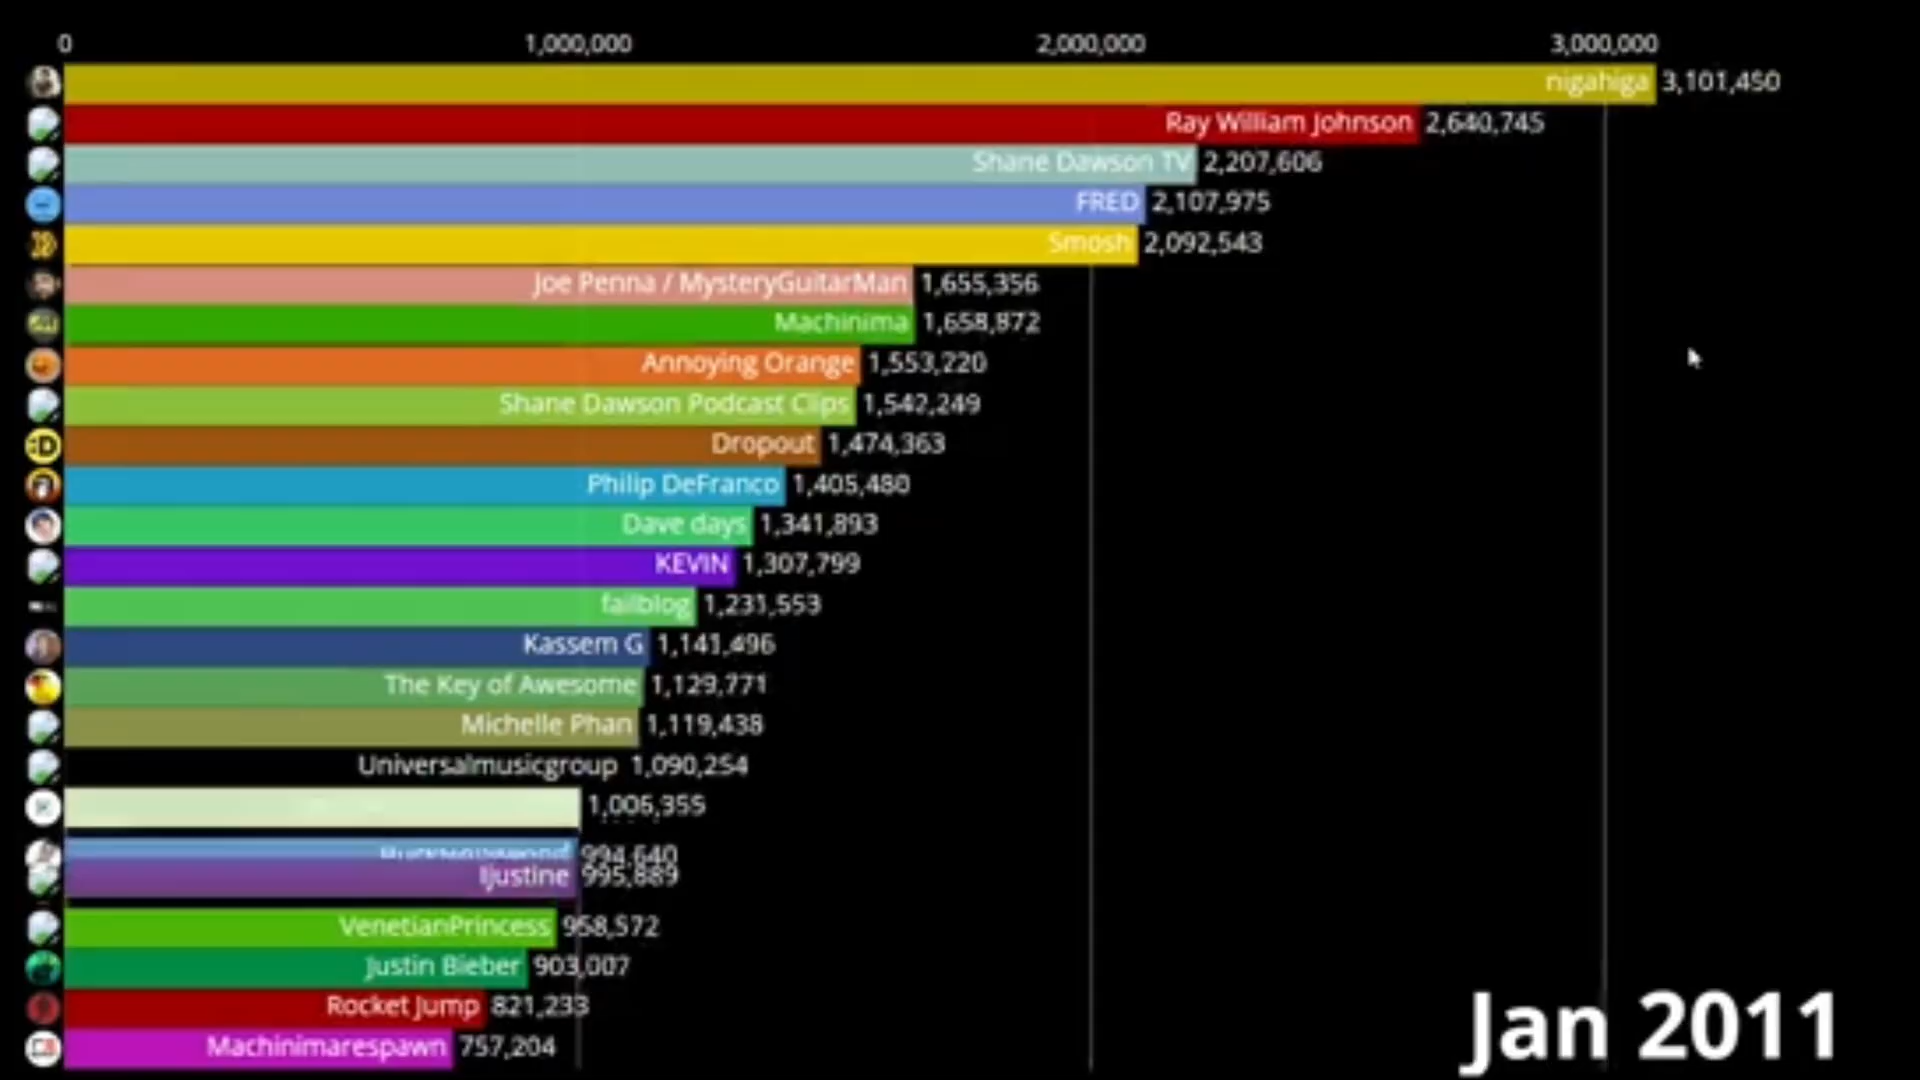 0 1,000,000 2,000,000 3,000,000
nigahiga 3,101,450
Ray William Johnson 2,640,745
Shane Dawson TV 2,207,606
FRED 2,107,975
Smosh 2,092,543
Joe Penna / MysteryGuitarMan 1,655,356
Machinima 1,658,872
Annoying Orange 1,553,220
Shane Dawson Podcast Clips 1,542,249
:D Dropout 1,474,363
Philip DeFranco 1,405,480
Dave days 1,341,893
KEVIN 1,307,799
failblog 1,231,553
Kassem G 1,141,496
The Key of Awesome 1,129,771
Michelle Phan 1,119,438
Universalmusicgroup 1,090,254
1,006,355
994,640
Ijustine 995,889
VenetianPrincess 958,572
Justin Bieber 903,007
Rocket Jump 821,233
Machinimarespawn 757,204
Jan 2011